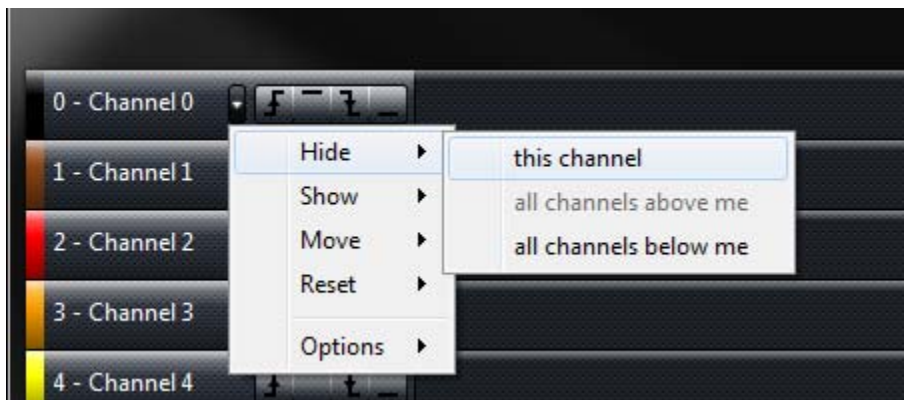 0 - Channel 0
Hide
this channel
1 - Channel 1
Show
all channels above me
2 - Channel 2
Move
all channels below me
Reset
3 - Channel 3
Options
4 - Channel 4